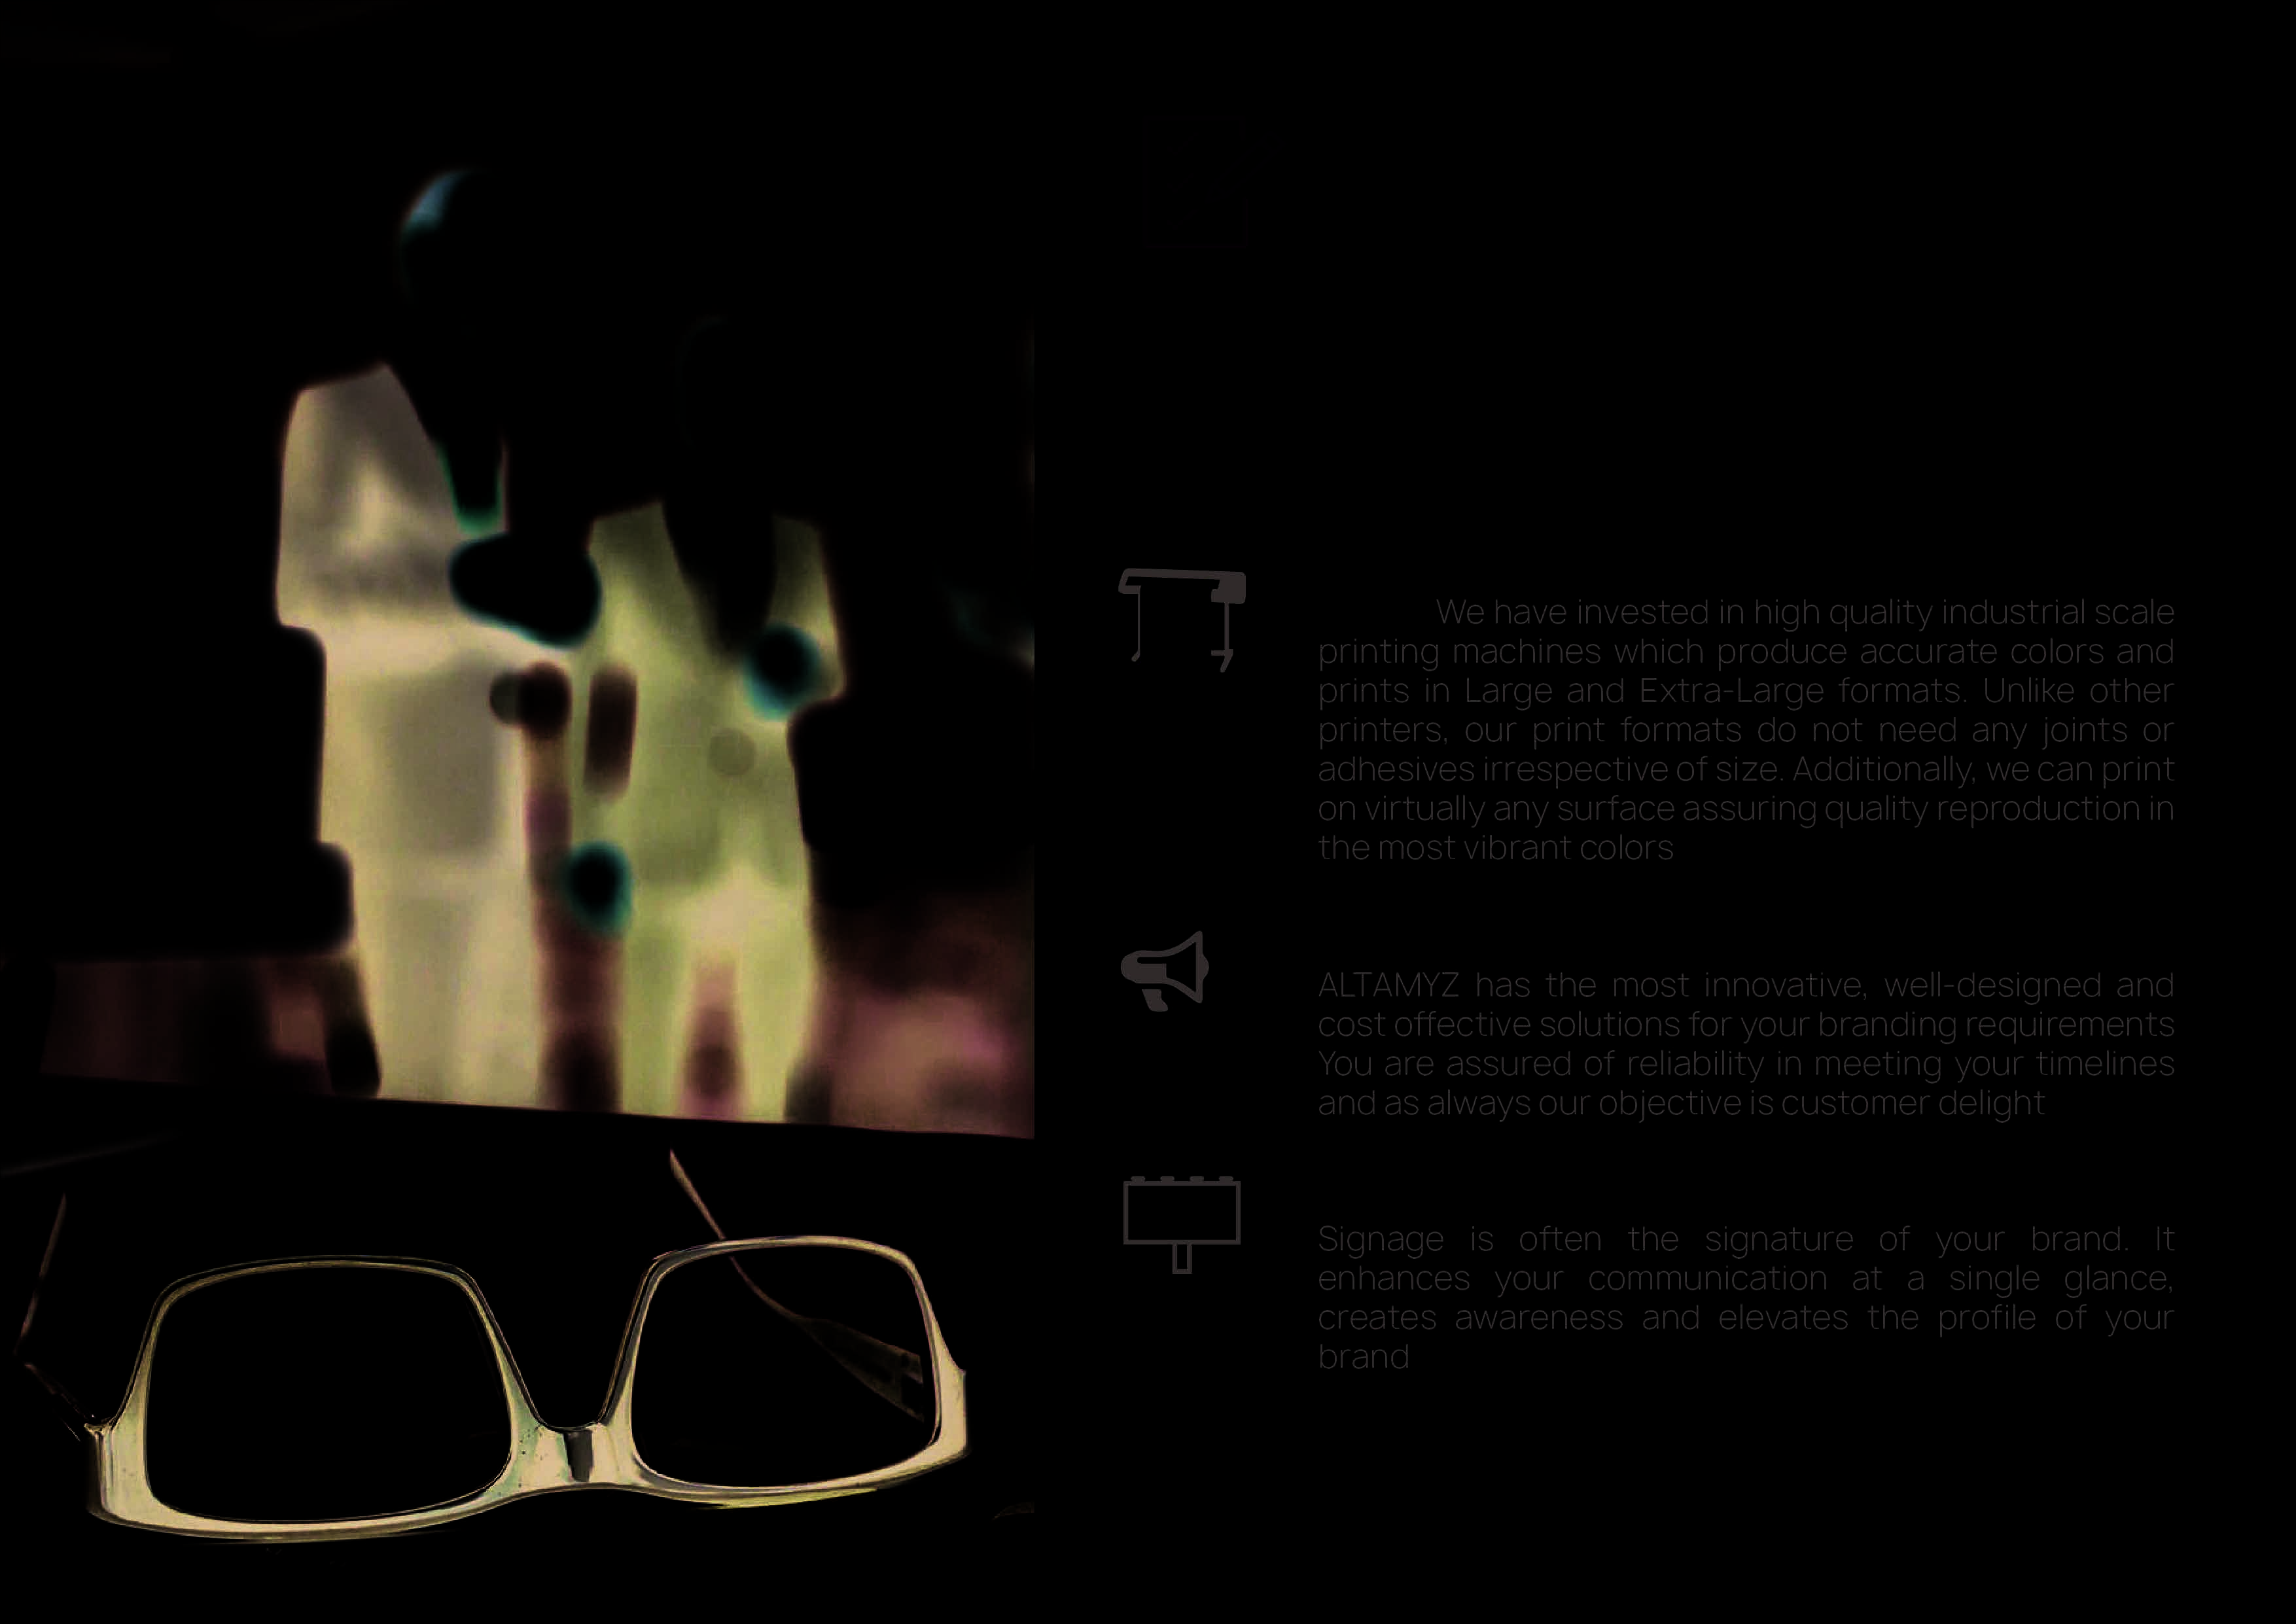 We have invested in high quality industrial scale
printing machines which produce accurate colors and
prints in Large and Extra-Large formats. Unlike other
printers, our print formats do not need any joints or
adhesives irrespective of size. Additionally, we can print
on virtually any surface assuring quality reproduction in
the most vibrant colors
ALTAMYZ has the most innovative, well-designed and
cost offective solutions for your branding requirements
You are assured of reliability in meeting your timelines
and as always our objective is customer delight
Signage is often the signature of your brand. It
enhances your communication at a single glance,
creates awareness and elevates the profile of your
brand